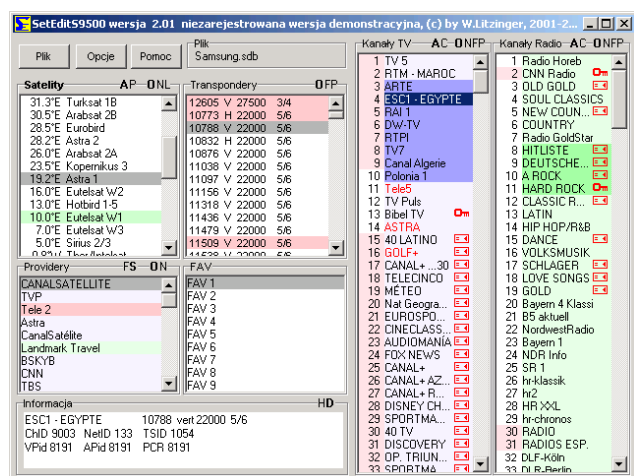 SetEditS9500 wersja 2.01 niezarejestrowana wersja demonstracyjna, (c) by W.Litzinger, 2001-2...
Plik
Opcje
Pomoc
Plik
Samsung.sdb
Satelity AP ONL
31.3°E Turksat 1B
30.5°E Arabsat 2B
28.5°E Eurobird
28.2°E Astra 2
26.0°E Arabsat 2A
23.5°E Kopernikus 3
19.2°E Astra 1
16.0°E Eutelsat W2
13.0°E Hotbird 1-5
10.0°E Eutelsat W1
7.0°E Eutelsat W3
5.0°E Sirius 2/3
Transpondery OFP
12605 V 27500 3/4
10773 H 22000 5/6
10788 V 22000 5/6
10832 H 22000 5/6
10876 V 22000 5/6
11038 V 22000 5/6
11097 V 22000 5/6
11156 V 22000 5/6
11318 V 22000 5/6
11436 V 22000 5/6
11479 V 22000 5/6
11509 V 22000 5/6
11538 V 22000 5/6
Providery FS ON
CANALSATELLITE
TVP
Tele 2
Astra
CanalSatélite
Landmark Travel
BSKYB
CNN
TBS
FAV
FAV 1
FAV 2
FAV 3
FAV 4
FAV 5
FAV 6
FAV 7
FAV 8
FAV 9
Informacja HD
ESC1 - EGYPTE 10788 vert 22000 5/6
ChID 9003 NetID 133 TSID 1054
VPid 8191 APid 8191 PCR 8191
Kanały TV AC ONFP
1 TV 5
2 RTM - MAROC
3 ARTE
4 ESC1 - EGYPTE
5 RAI 1
6 DW-TV
7 RTPI
8 TV7
9 Canal Algerie
10 Polonia 1
11 Tele5
12 TV Puls
13 Bibel TV
14 ASTRA
15 40 LATINO
16 GOLF+
17 CANAL+ ...30
18 TELECINCO
19 MÉTEO
20 Nat Geogra...
21 EUROSPO...
22 CINECLASS...
23 AUDIOMANÍA
24 FOX NEWS
25 CANAL+
26 CANAL+ AZ...
27 CANAL+ R...
28 DISNEY CH...
29 SPORTMA...
30 40 TV
31 DISCOVERY
32 OP. TRIUN...
33 SPORTMA...
Kanały Radio AC ONFP
1 Radio Horeb
2 CNN Radio
3 OLD GOLD
4 SOUL CLASSICS
5 NEW COUN...
6 COUNTRY
7 Radio GoldStar
8 HITLISTE
9 DEUTSCHE...
10 A ROCK
11 HARD ROCK
12 CLASSIC R...
13 LATIN
14 HIP HOP/R&B
15 DANCE
16 VOLKSMUSIK
17 SCHLAGER
18 LOVE SONGS
19 GOLD
20 Bayern 4 Klassi
21 B5 aktuell
22 NordwestRadio
23 Bayern 1
24 NDR Info
25 SR 1
26 hr-klassik
27 hr2
28 HR XXL
29 hr-chronos
30 RADIO
31 RADIOS ESP.
32 DLF-Köln
33 DLR-Berlin